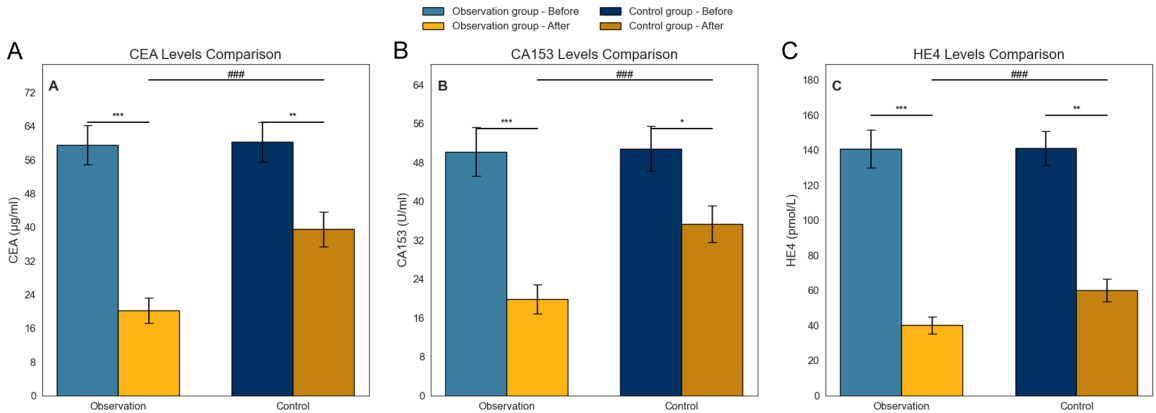 Observation group - Before
Control group - Before
Observation group - After
Control group - After
A
CEA Levels Comparison
A
###
***
**
CEA (μg/ml)
72
64
56
48
40
32
24
16
8
0
Observation
Control
B
CA153 Levels Comparison
B
###
***
*
CA153 (U/ml)
64
56
48
40
32
24
16
8
0
Observation
Control
C
HE4 Levels Comparison
C
###
***
**
HE4 (pmol/L)
180
160
140
120
100
80
60
40
20
0
Observation
Control